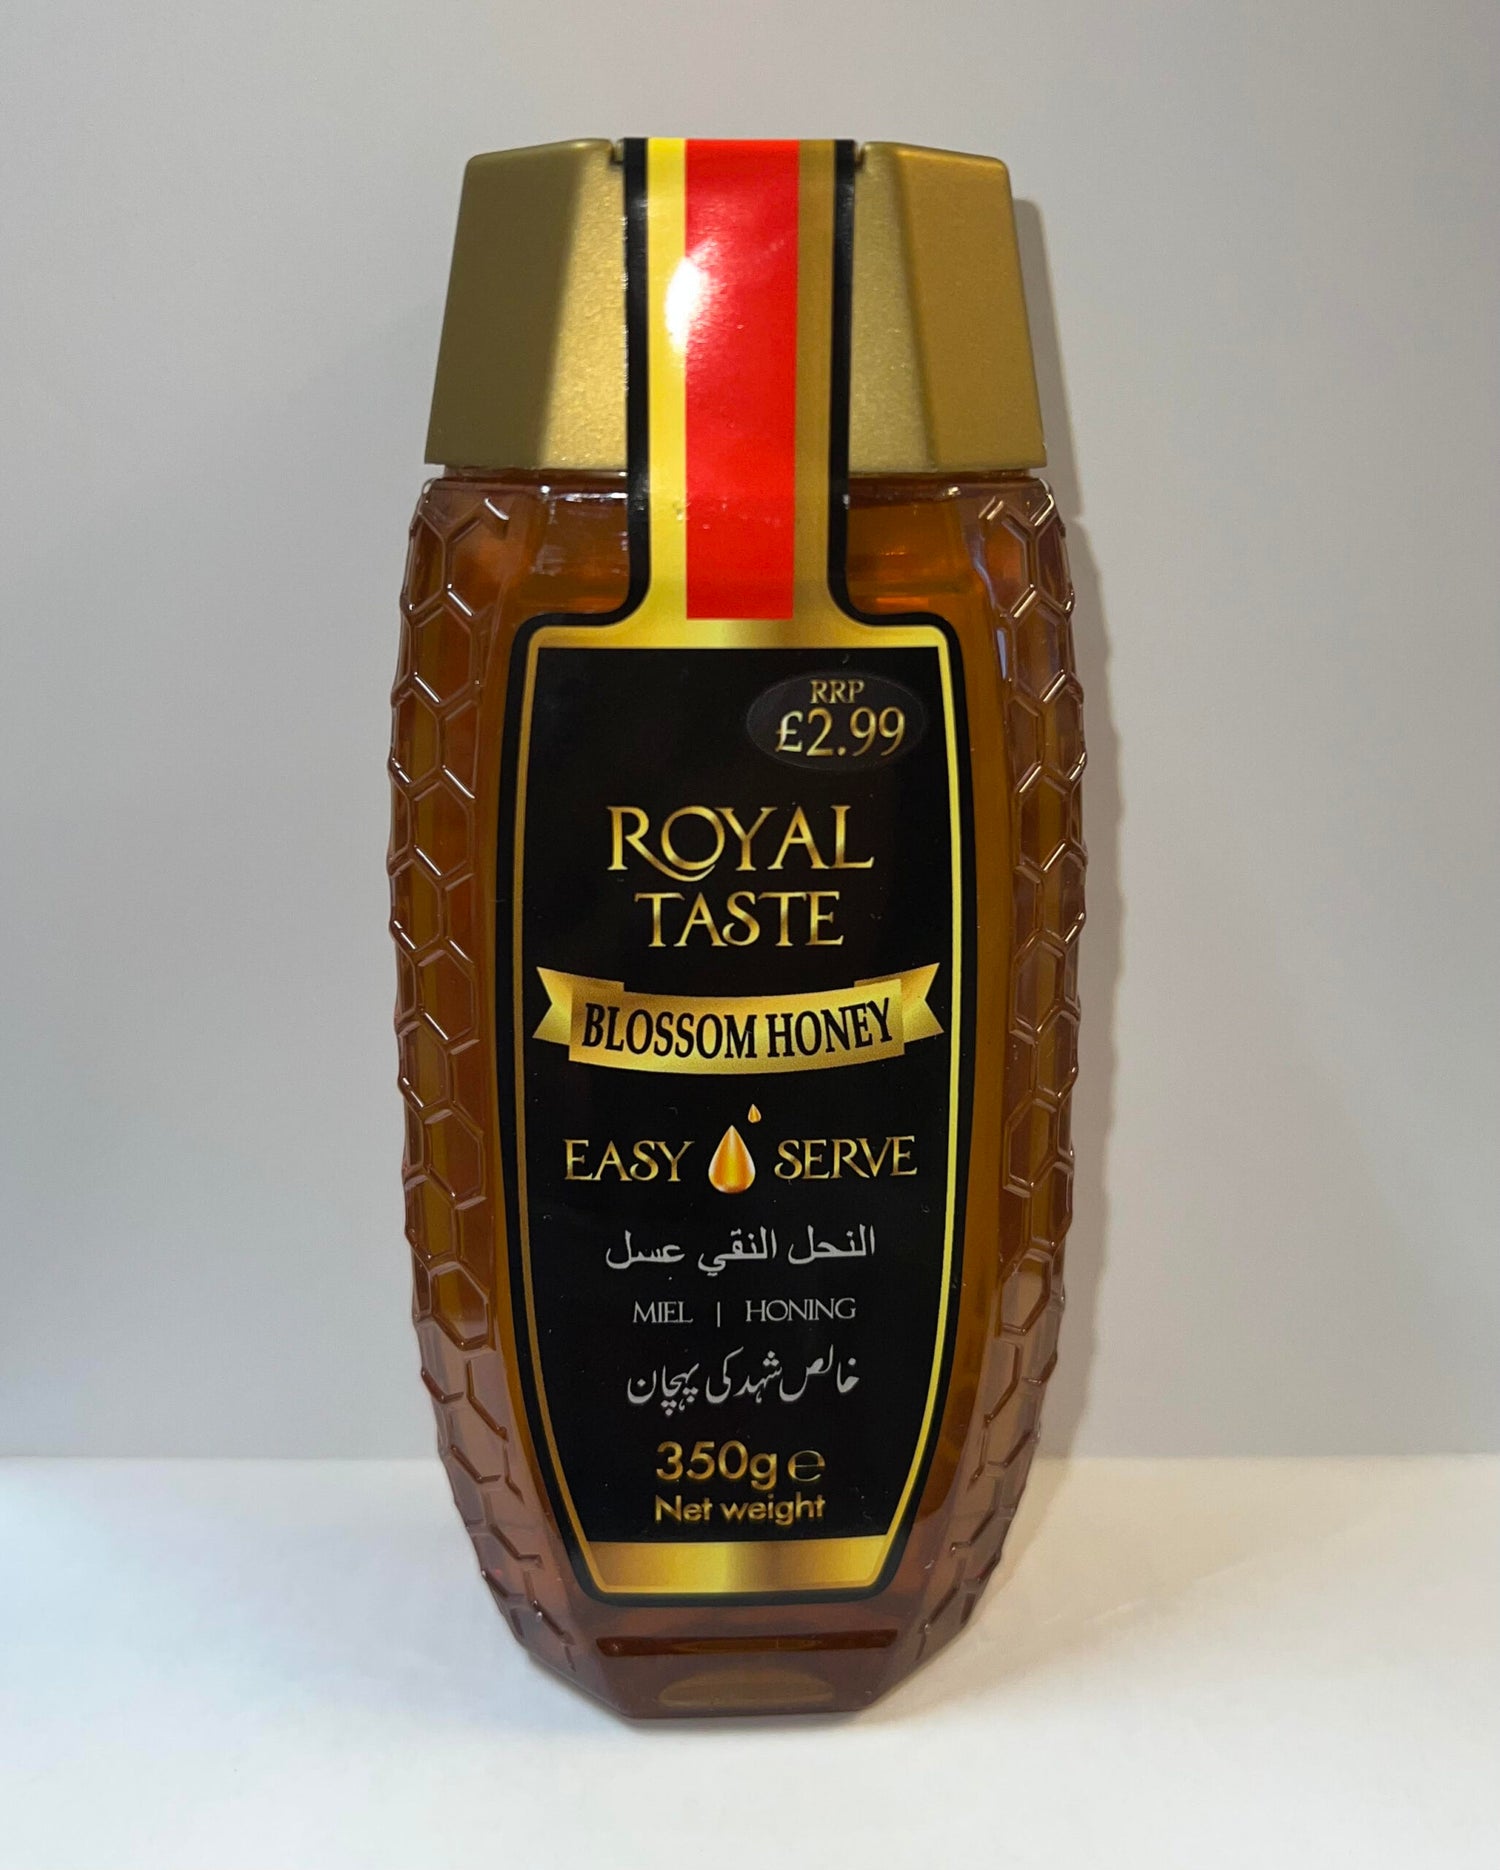 RRP
£2.99
ROYAL
TASTE
BLOSSOM HONEY
EASY SERVE
النحل النقي عسل
MIEL | HONING
خالص شہد کی پہچان
350g ℮
Net weight